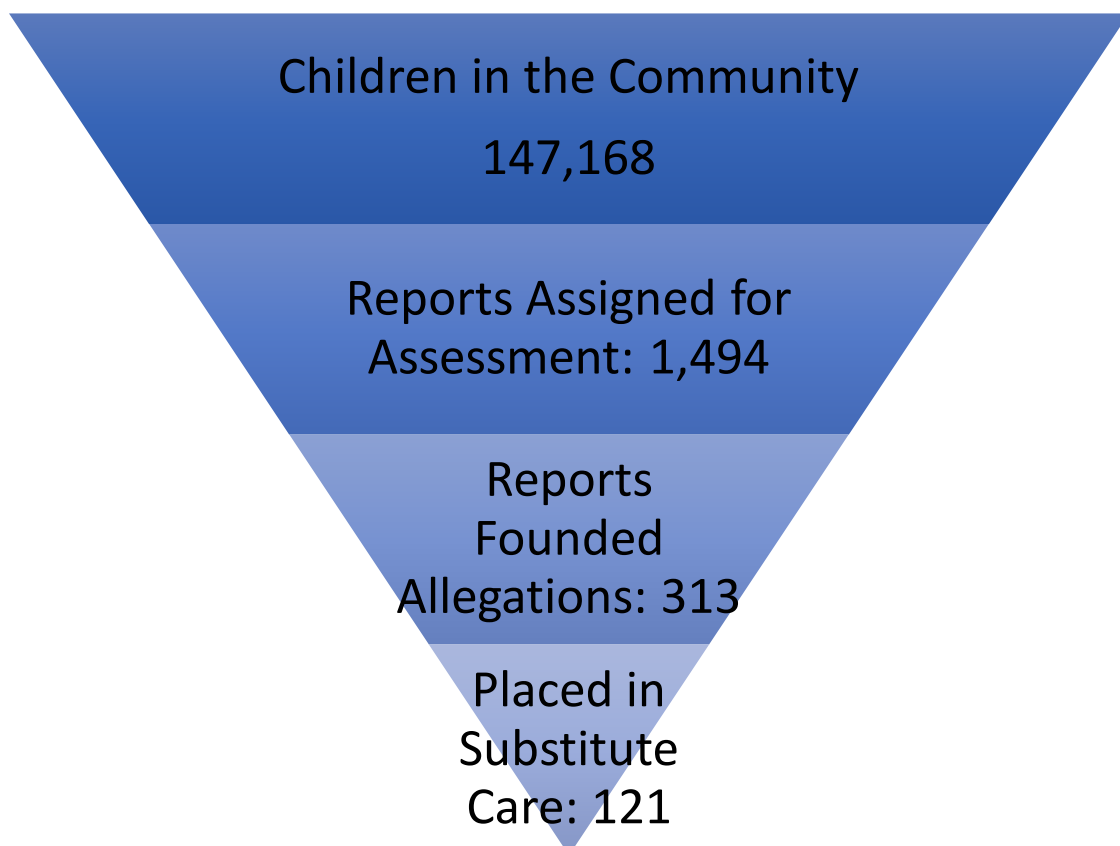 Children in the Community
147,168
Reports Assigned for
Assessment: 1,494
Reports
Founded
Allegations: 313
Placed in
Substitute
Care: 121